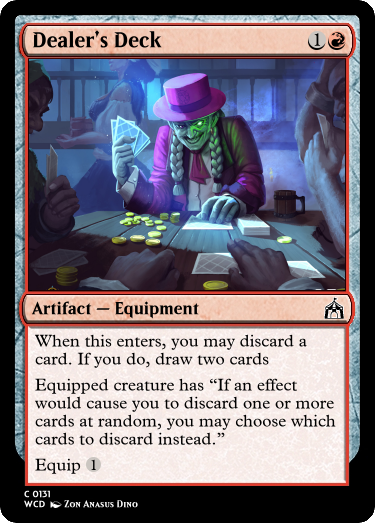 Dealer's Deck 1
Artifact — Equipment
When this enters, you may discard a
card. If you do, draw two cards
Equipped creature has “If an effect
would cause you to discard one or more
cards at random, you may choose which
cards to discard instead.”
Equip 1
C 0131
WCD Zon Anasus Dino